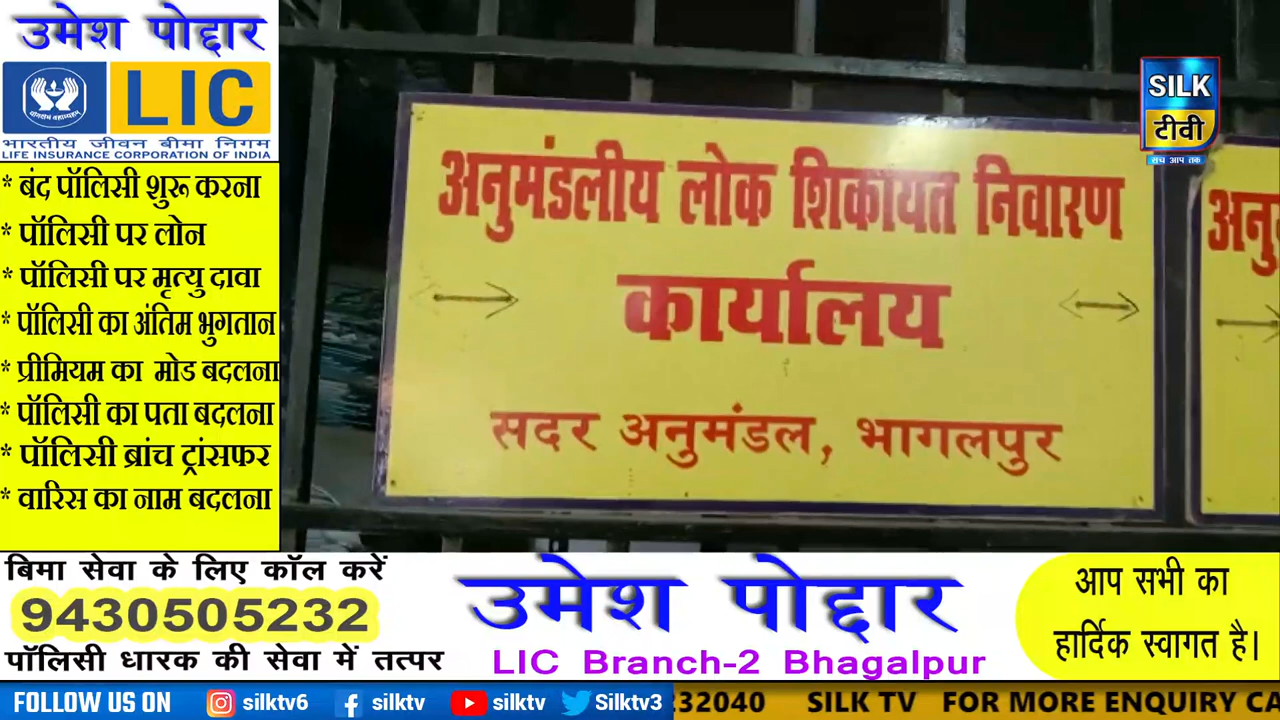 उमेश पोद्दार
LIC
भारतीय जीवन बीमा निगम
LIFE INSURANCE CORPORATION OF INDIA
* बंद पॉलिसी शुरू करना
* पॉलिसी पर लोन
* पॉलिसी पर मृत्यु दावा
* पॉलिसी का अंतिम भुगतान
* प्रीमियम का मोड बदलना
* पॉलिसी का पता बदलना
* पॉलिसी ब्रांच ट्रांसफर
* वारिस का नाम बदलना
SILK
टीवी
सच आप तक
अनुमंडलीय लोक शिकायत निवारण
कार्यालय
सदर अनुमंडल, भागलपुर
बिमा सेवा के लिए कॉल करें
9430505232
पॉलिसी धारक की सेवा में तत्पर
उमेश पोद्दार
LIC Branch-2 Bhagalpur
आप सभी का
हार्दिक स्वागत है।
FOLLOW US ON silktv6 silktv silktv Silktv3 :32040 SILK TV FOR MORE ENQUIRY CA